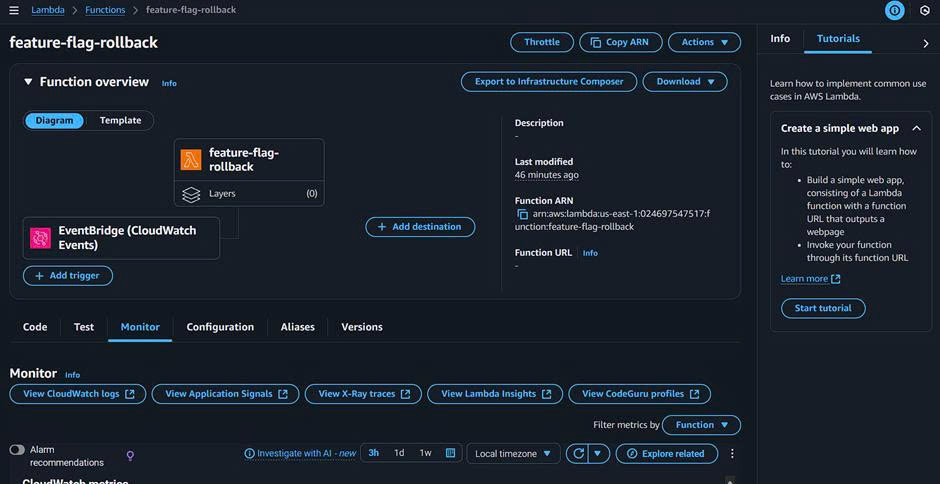 Lambda > Functions > feature-flag-rollback
feature-flag-rollback
Throttle
Copy ARN
Actions
Function overview Info
Export to Infrastructure Composer
Download
Diagram
Template
feature-flag-
rollback
Layers (0)
EventBridge (CloudWatch
Events)
+ Add trigger
+ Add destination
Description
-
Last modified
46 minutes ago
Function ARN
arn:aws:lambda:us-east-1:024697547517:f
unction:feature-flag-rollback
Function URL Info
-
Code
Test
Monitor
Configuration
Aliases
Versions
Monitor Info
View CloudWatch logs
View Application Signals
View X-Ray traces
View Lambda Insights
View CodeGuru profiles
Filter metrics by
Function
Alarm
recommendations
Investigate with AI - new
3h
1d
1w
Local timezone
Explore related
CloudWatch metrics
Info
Tutorials
Learn how to implement common use
cases in AWS Lambda.
Create a simple web app
In this tutorial you will learn how
to:
• Build a simple web app,
consisting of a Lambda
function with a function
URL that outputs a
webpage
• Invoke your function
through its function URL
Learn more
Start tutorial